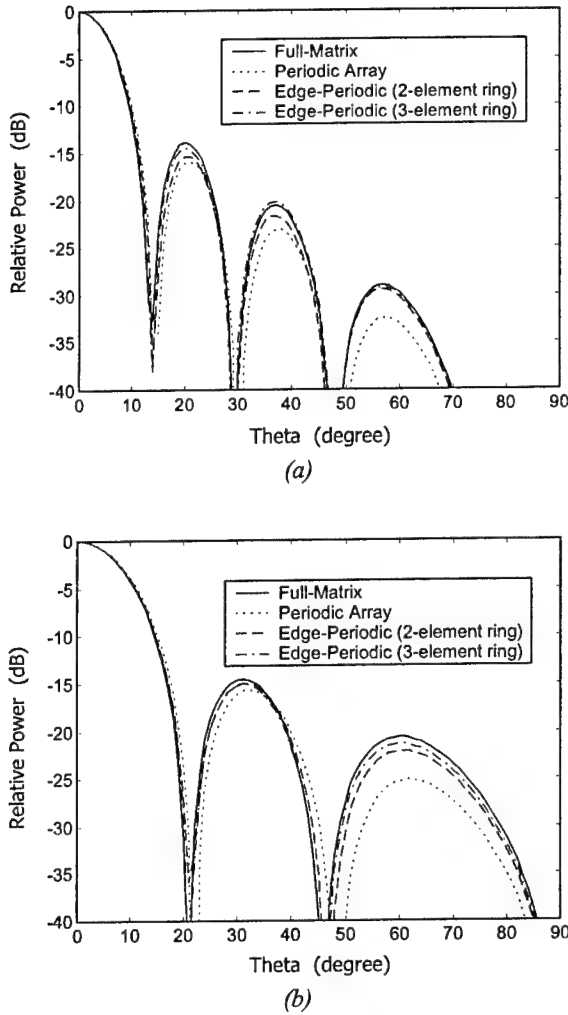 0
-5
-10
-15
-20
-25
-30
-35
-40
Relative Power (dB)
Full-Matrix
Periodic Array
Edge-Periodic (2-element ring)
Edge-Periodic (3-element ring)
0 10 20 30 40 50 60 70 80 90
Theta (degree)
(a)
0
-5
-10
-15
-20
-25
-30
-35
-40
Relative Power (dB)
Full-Matrix
Periodic Array
Edge-Periodic (2-element ring)
Edge-Periodic (3-element ring)
0 10 20 30 40 50 60 70 80 90
Theta (degree)
(b)